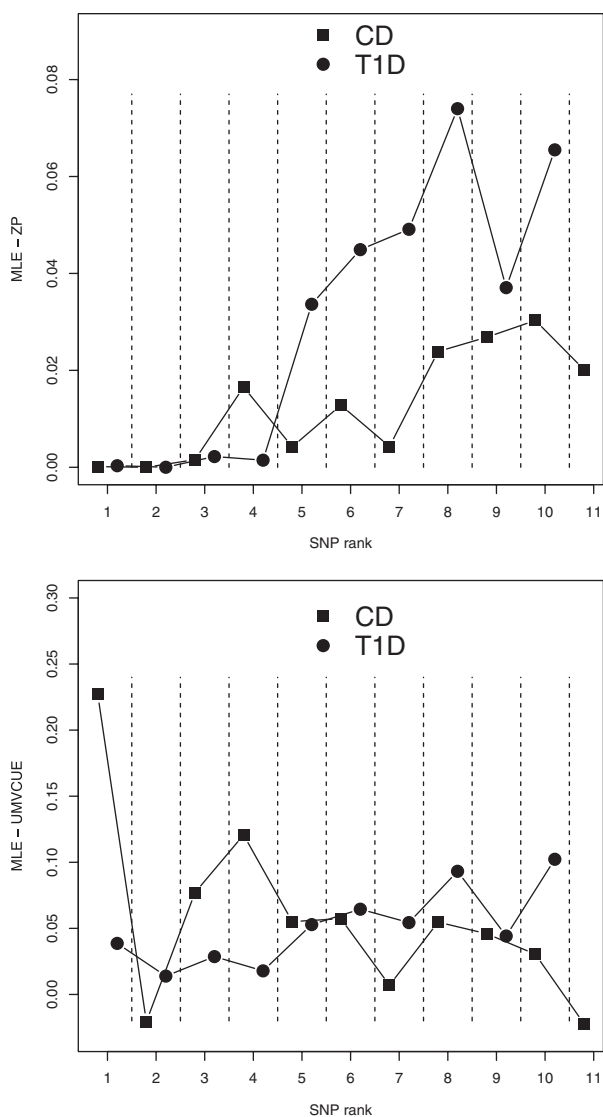 CD
T1D
0.08
0.06
0.04
0.02
0.00
MLE – ZP
1 2 3 4 5 6 7 8 9 10 11
SNP rank
CD
T1D
0.30
0.25
0.20
0.15
0.10
0.05
0.00
MLE – UMVCUE
1 2 3 4 5 6 7 8 9 10 11
SNP rank